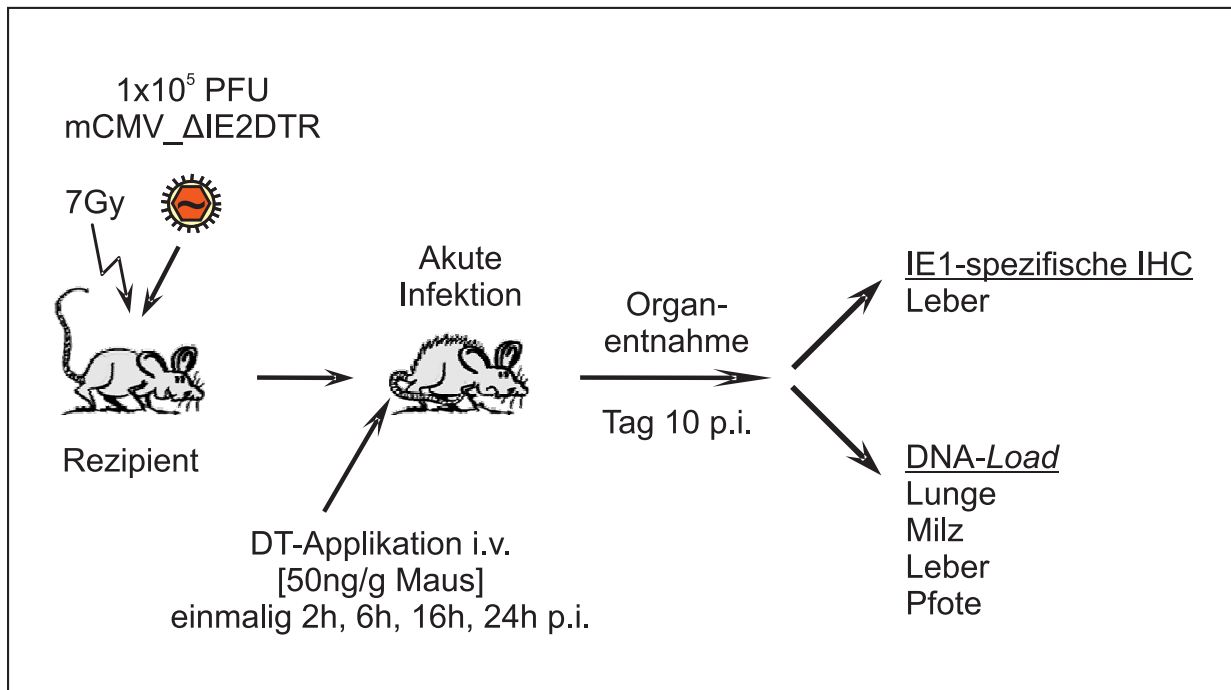 1x10⁵ PFU
mCMV_ΔIE2DTR
7Gy
Rezipient
Akute
Infektion
DT-Applikation i.v.
[50ng/g Maus]
einmalig 2h, 6h, 16h, 24h p.i.
Organ-
entnahme
Tag 10 p.i.
IE1-spezifische IHC
Leber
DNA-Load
Lunge
Milz
Leber
Pfote